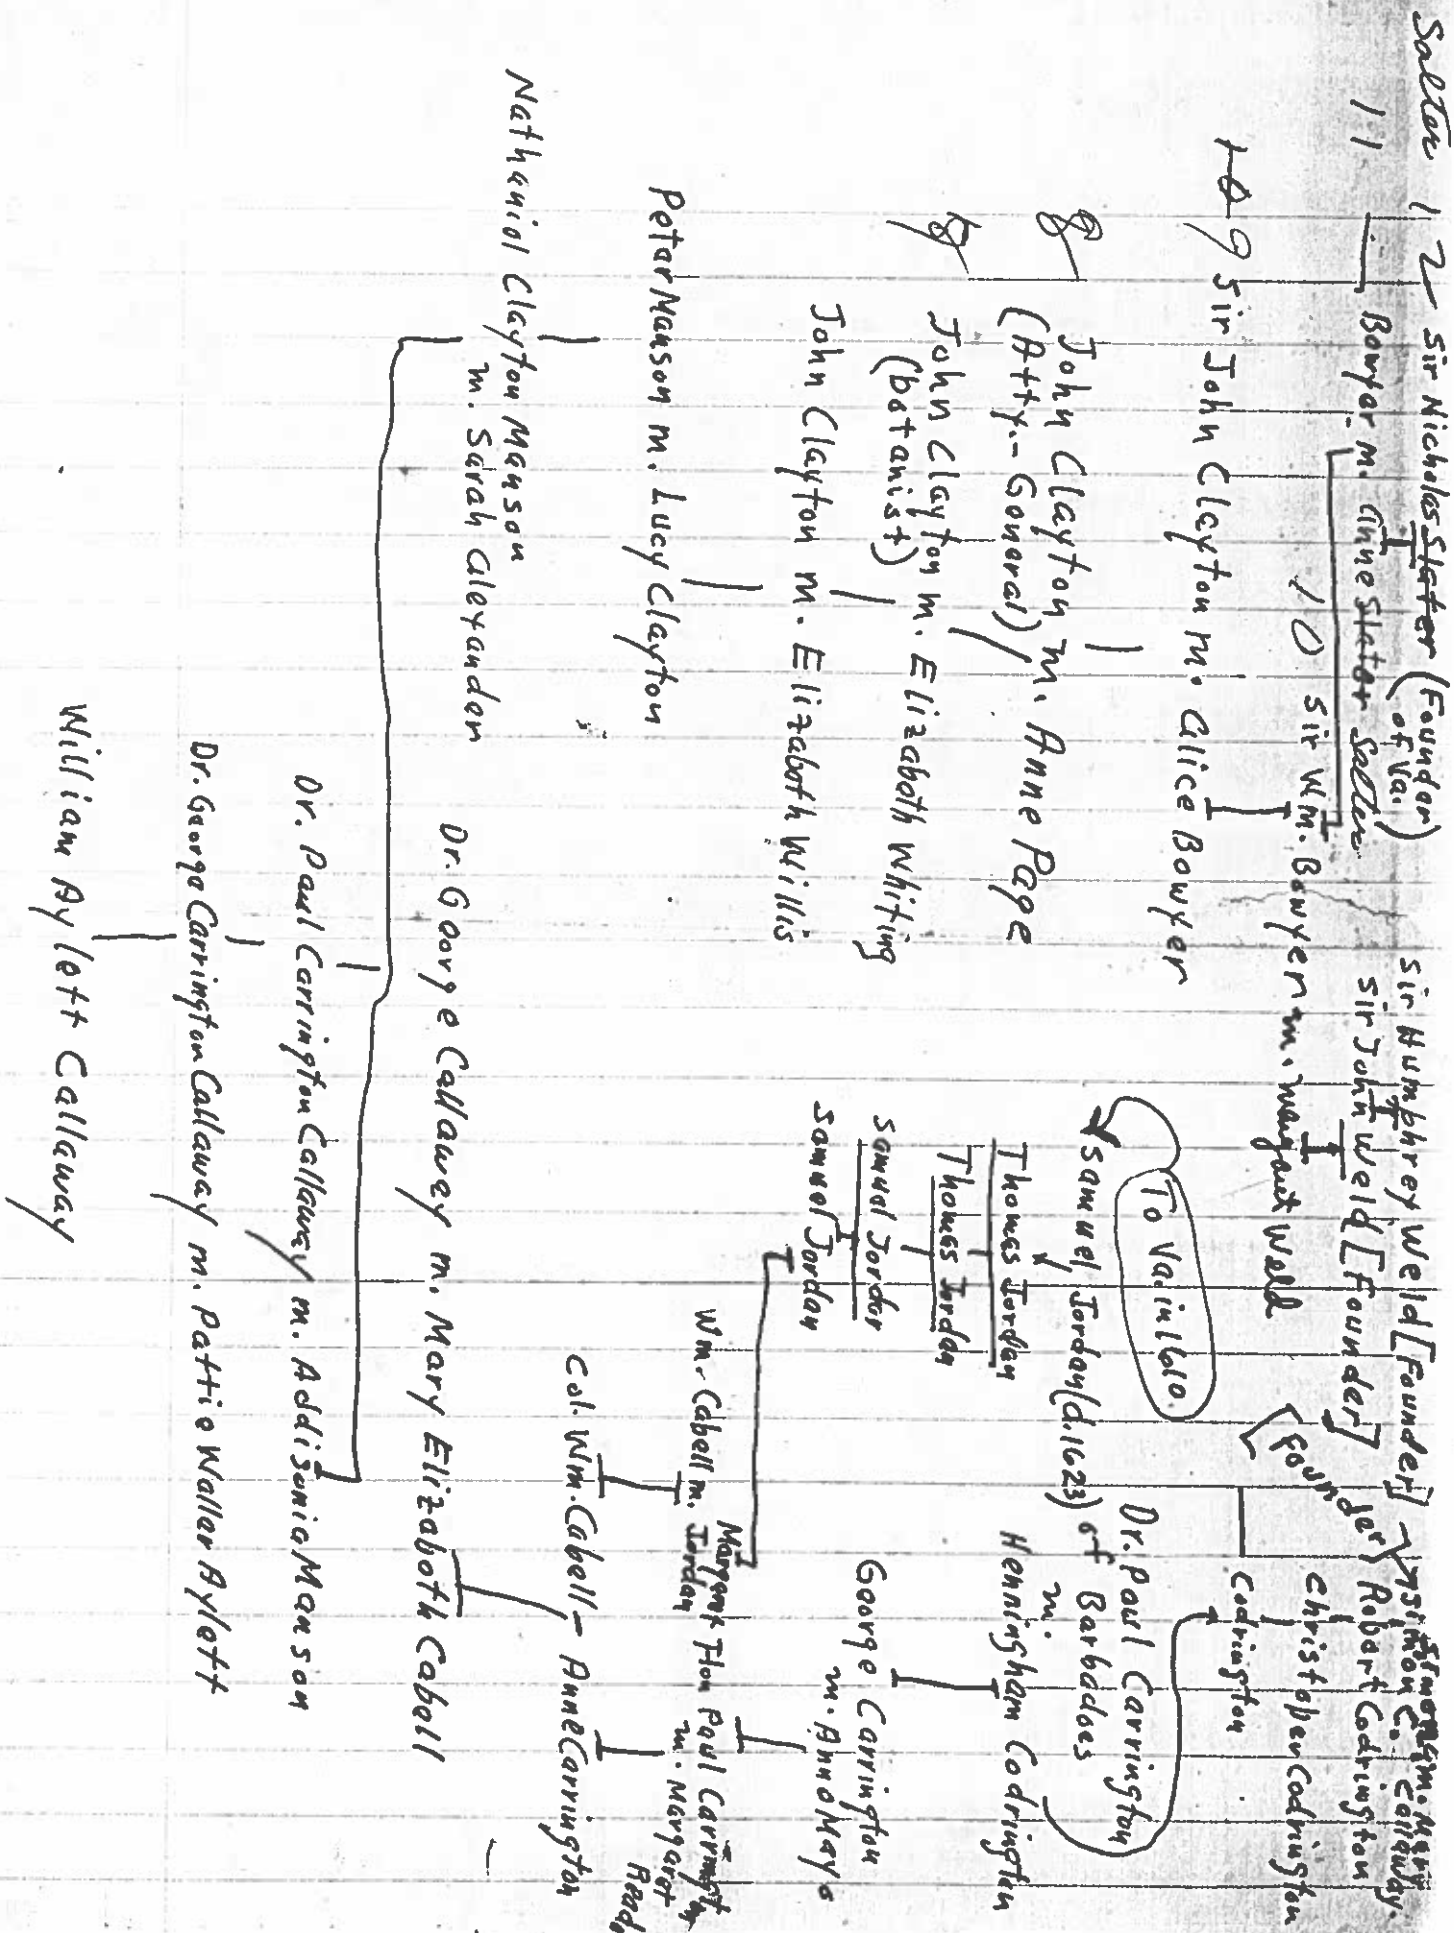 Salter 12 Sir Nicholas Slater (Founder of Va.)
11 Bowyer m. Anne Slater Salter
10 Sir Wm. Bowyer m. Margaret Weld
Sir Humphrey Weld [Founder]
Sir John Weld [Founder]
Founder
Simon C.
Robert Codrington
Christopher Codrington
Codrington
9 Sir John Clayton m. Alice Bowyer
8 John Clayton m. Anne Page
(Atty.-General)
John Clayton m. Elizabeth Whiting
(botanist)
John Clayton m. Elizabeth Willis
Peter Manson m. Lucy Clayton
Nathaniel Clayton Manson
m. Sarah Alexander
To Va. in 1610
Samuel Jordan (d. 1623)
Thomas Jordan
Thomas Jordan
Samuel Jordan
Samuel Jordan
Dr. Paul Carrington
of Barbadoes
m.
Henningham Codrington
George Carrington
m. Anne Mayo
Wm. Cabell m. Margaret Jordan
Paul Carrington
m. Margaret Read
Col. Wm. Cabell - Anne Carrington
Dr. George Callaway m. Mary Elizabeth Cabell
Dr. Paul Carrington Callaway m. Addisonia Manson
Dr. George Carrington Callaway m. Pattie Waller Aylett
William Aylett Callaway